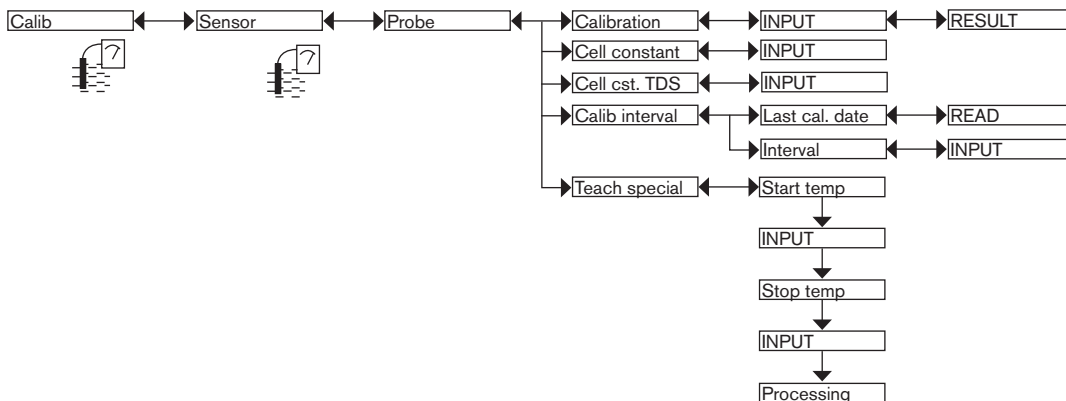 Calib
Sensor
Probe
Calibration
INPUT
RESULT
Cell constant
INPUT
Cell cst. TDS
INPUT
Calib interval
Last cal. date
READ
Interval
INPUT
Teach special
Start temp
INPUT
Stop temp
INPUT
Processing